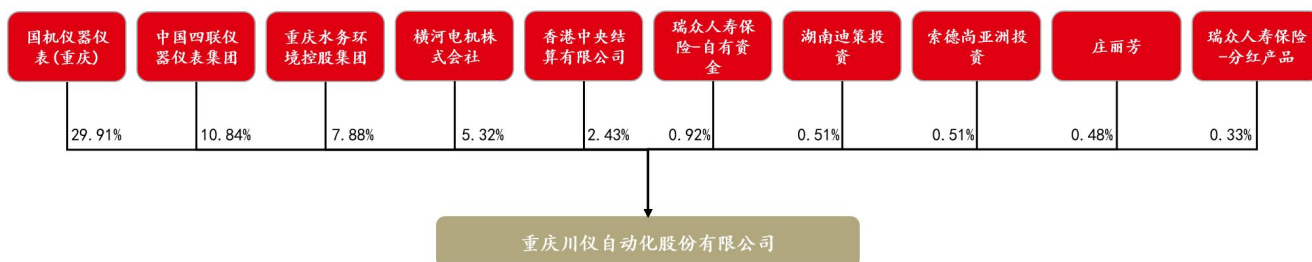 国机仪器仪
表(重庆)
中国四联仪
器仪表集团
重庆水务环
境控股集团
横河电机株
式会社
香港中央结
算有限公司
瑞众人寿保
险-自有资
金
湖南迪策投
资
索德尚亚洲投
资
庄丽芳
瑞众人寿保险
-分红产品
29.91%
10.84%
7.88%
5.32%
2.43%
0.92%
0.51%
0.51%
0.48%
0.33%
重庆川仪自动化股份有限公司